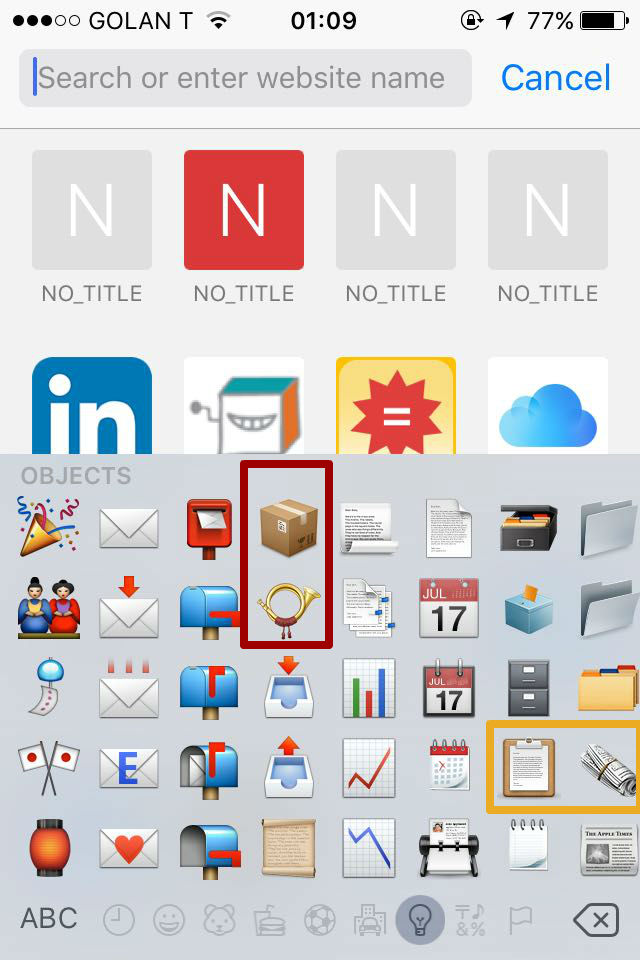 GOLAN T 01:09 77%
Search or enter website name Cancel
N N N N
NO_TITLE NO_TITLE NO_TITLE NO_TITLE
in =
OBJECTS
JUL
17
JUL
17
E
THE APPLE TIMES
ABC
&%